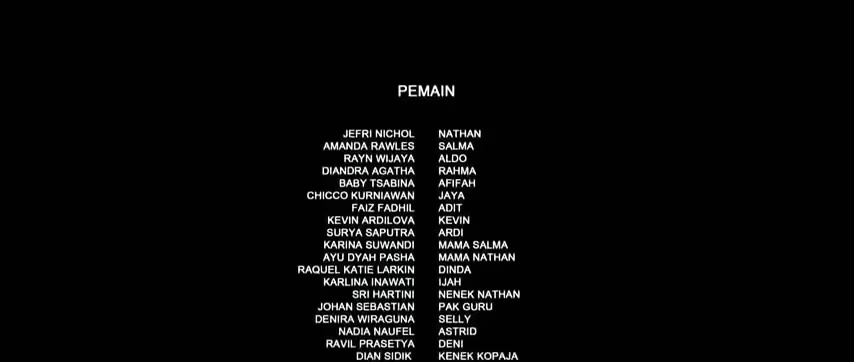 PEMAIN
JEFRI NICHOL NATHAN
AMANDA RAWLES SALMA
RAYN WIJAYA ALDO
DIANDRA AGATHA RAHMA
BABY TSABINA AFIFAH
CHICCO KURNIAWAN JAYA
FAIZ FADHIL ADIT
KEVIN ARDILOVA KEVIN
SURYA SAPUTRA ARDI
KARINA SUWANDI MAMA SALMA
AYU DYAH PASHA MAMA NATHAN
RAQUEL KATIE LARKIN DINDA
KARLINA INAWATI IJAH
SRI HARTINI NENEK NATHAN
JOHAN SEBASTIAN PAK GURU
DENIRA WIRAGUNA SELLY
NADIA NAUFEL ASTRID
RAVIL PRASETYA DENI
DIAN SIDIK KENEK KOPAJA